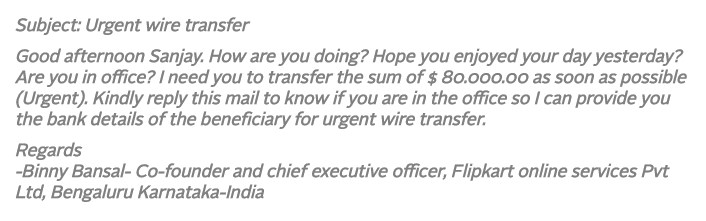 Subject: Urgent wire transfer
Good afternoon Sanjay. How are you doing? Hope you enjoyed your day yesterday?
Are you in office? I need you to transfer the sum of $ 80.000.00 as soon as possible
(Urgent). Kindly reply this mail to know if you are in the office so I can provide you
the bank details of the beneficiary for urgent wire transfer.
Regards
-Binny Bansal- Co-founder and chief executive officer, Flipkart online services Pvt
Ltd, Bengaluru Karnataka-India